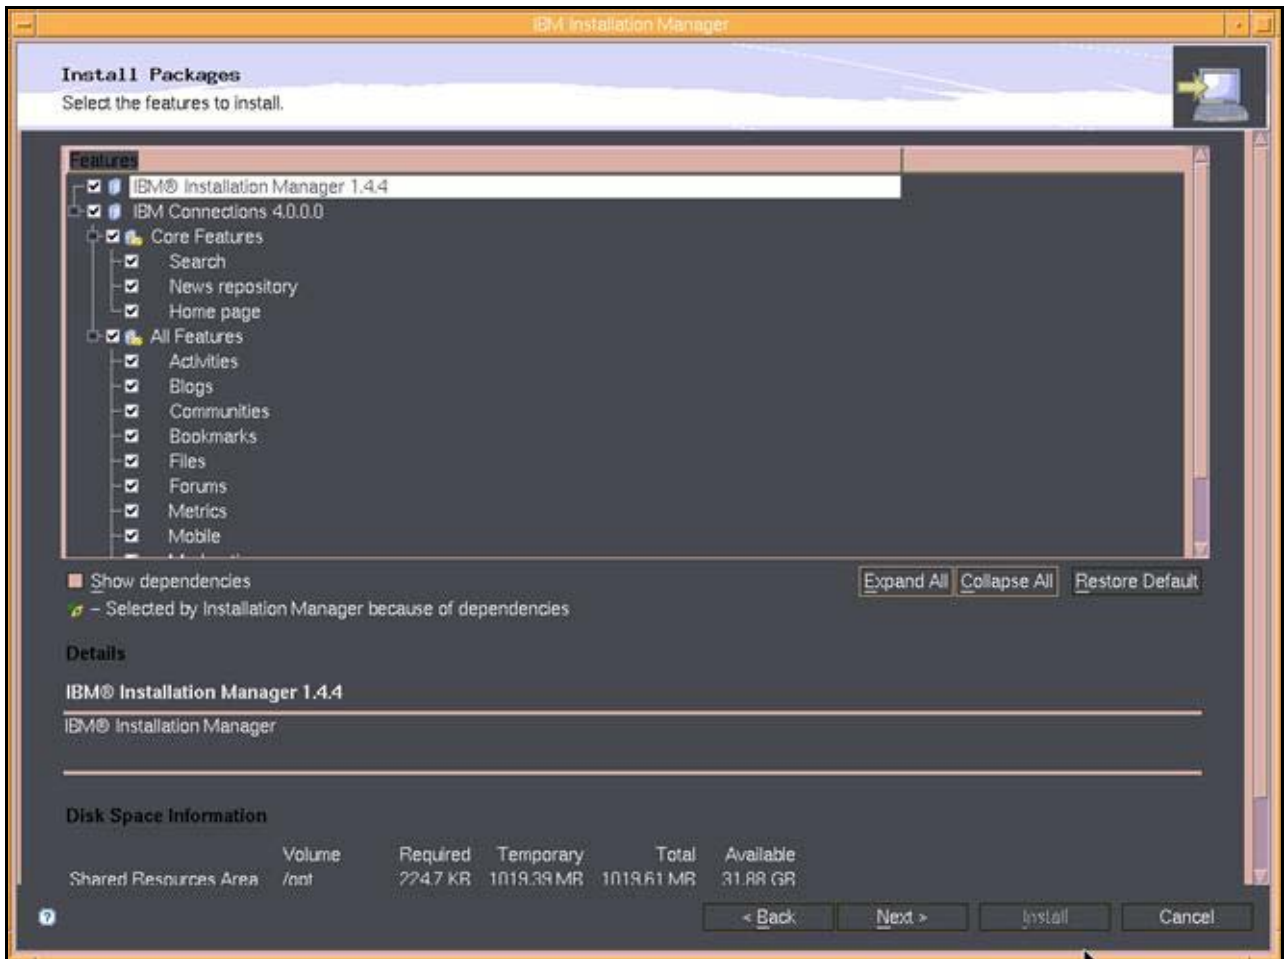 IBM Installation Manager
Install Packages
Select the features to install.
Features
IBM® Installation Manager 1.4.4
IBM Connections 4.0.0.0
Core Features
Search
News repository
Home page
All Features
Activities
Blogs
Communities
Bookmarks
Files
Forums
Metrics
Mobile
Show dependencies
Expand All Collapse All Restore Default
– Selected by Installation Manager because of dependencies
Details
IBM® Installation Manager 1.4.4
IBM® Installation Manager
Disk Space Information
Volume Required Temporary Total Available
Shared Resources Area /opt 224.7 KB 1019.39 MB 1019.61 MB 31.88 GB
?
< Back Next > Install Cancel